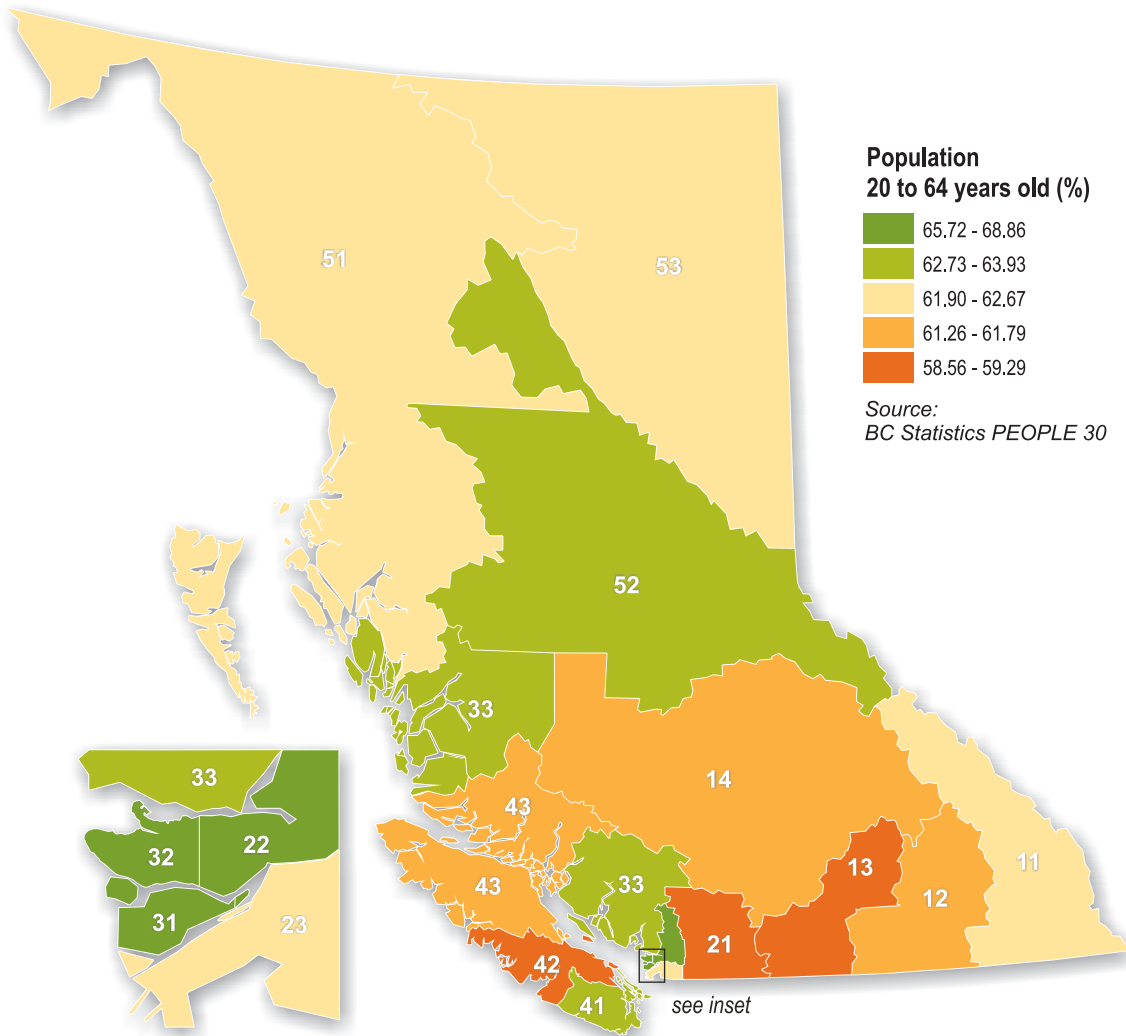 Population
20 to 64 years old (%)
65.72 - 68.86
62.73 - 63.93
61.90 - 62.67
61.26 - 61.79
58.56 - 59.29
Source:
BC Statistics PEOPLE 30
51
53
52
33
14
43
43
33
13
11
12
21
42
41
see inset
33
32
22
31
23